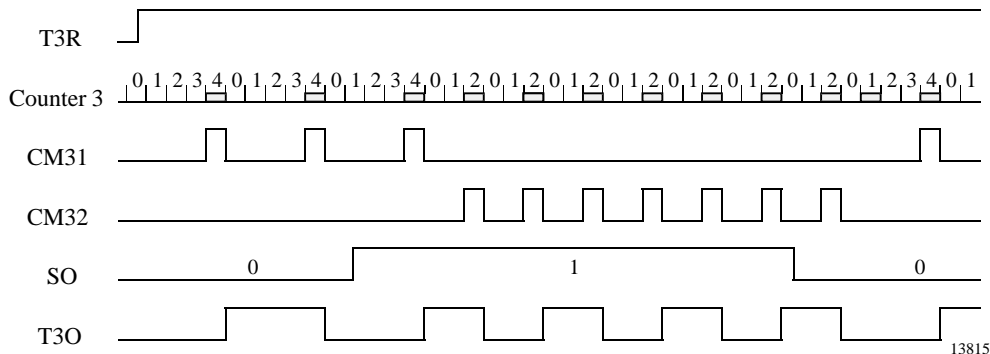 T3R
Counter 3 0 1 2 3 4 0 1 2 3 4 0 1 2 3 4 0 1 2 0 1 2 0 1 2 0 1 2 0 1 2 0 1 2 0 1 2 0 1 2 3 4 0 1
CM31
CM32
SO 0 1 0
T3O
13815